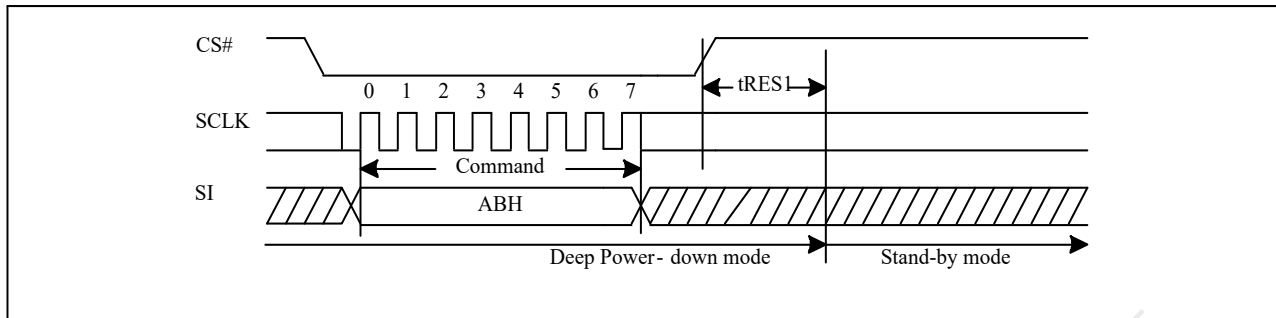 CS#
tRES1
0 1 2 3 4 5 6 7
SCLK
Command
SI
ABH
Deep Power- down mode
Stand-by mode